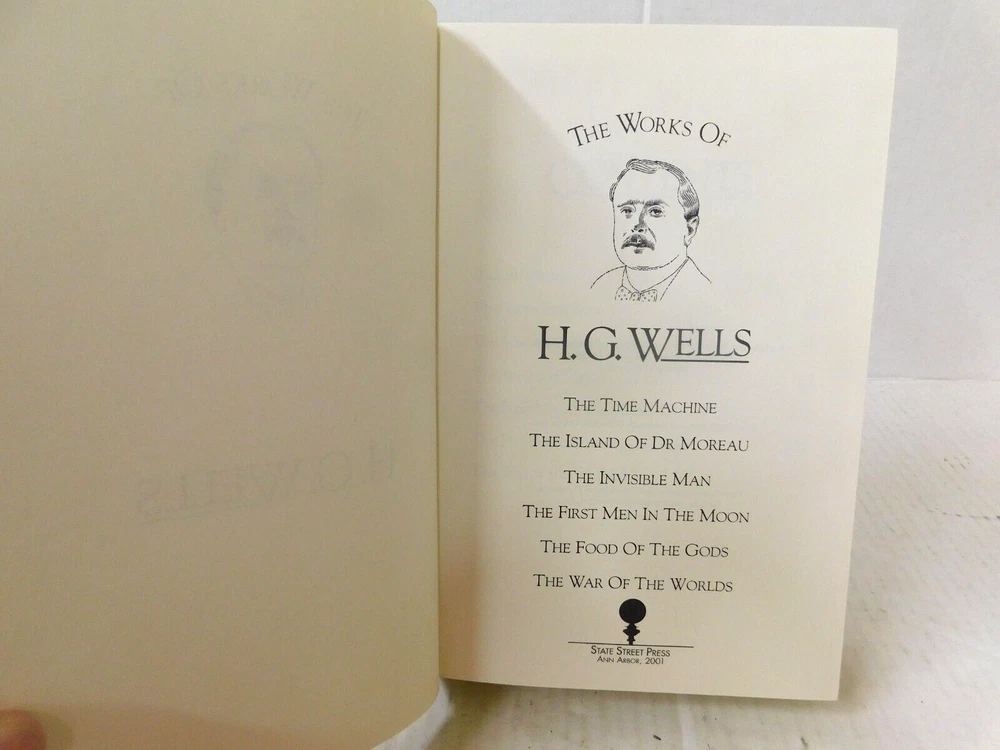 THE WORKS OF
H. G. WELLS
THE TIME MACHINE
THE ISLAND OF DR MOREAU
THE INVISIBLE MAN
THE FIRST MEN IN THE MOON
THE FOOD OF THE GODS
THE WAR OF THE WORLDS
STATE STREET PRESS
ANN ARBOR, 2001